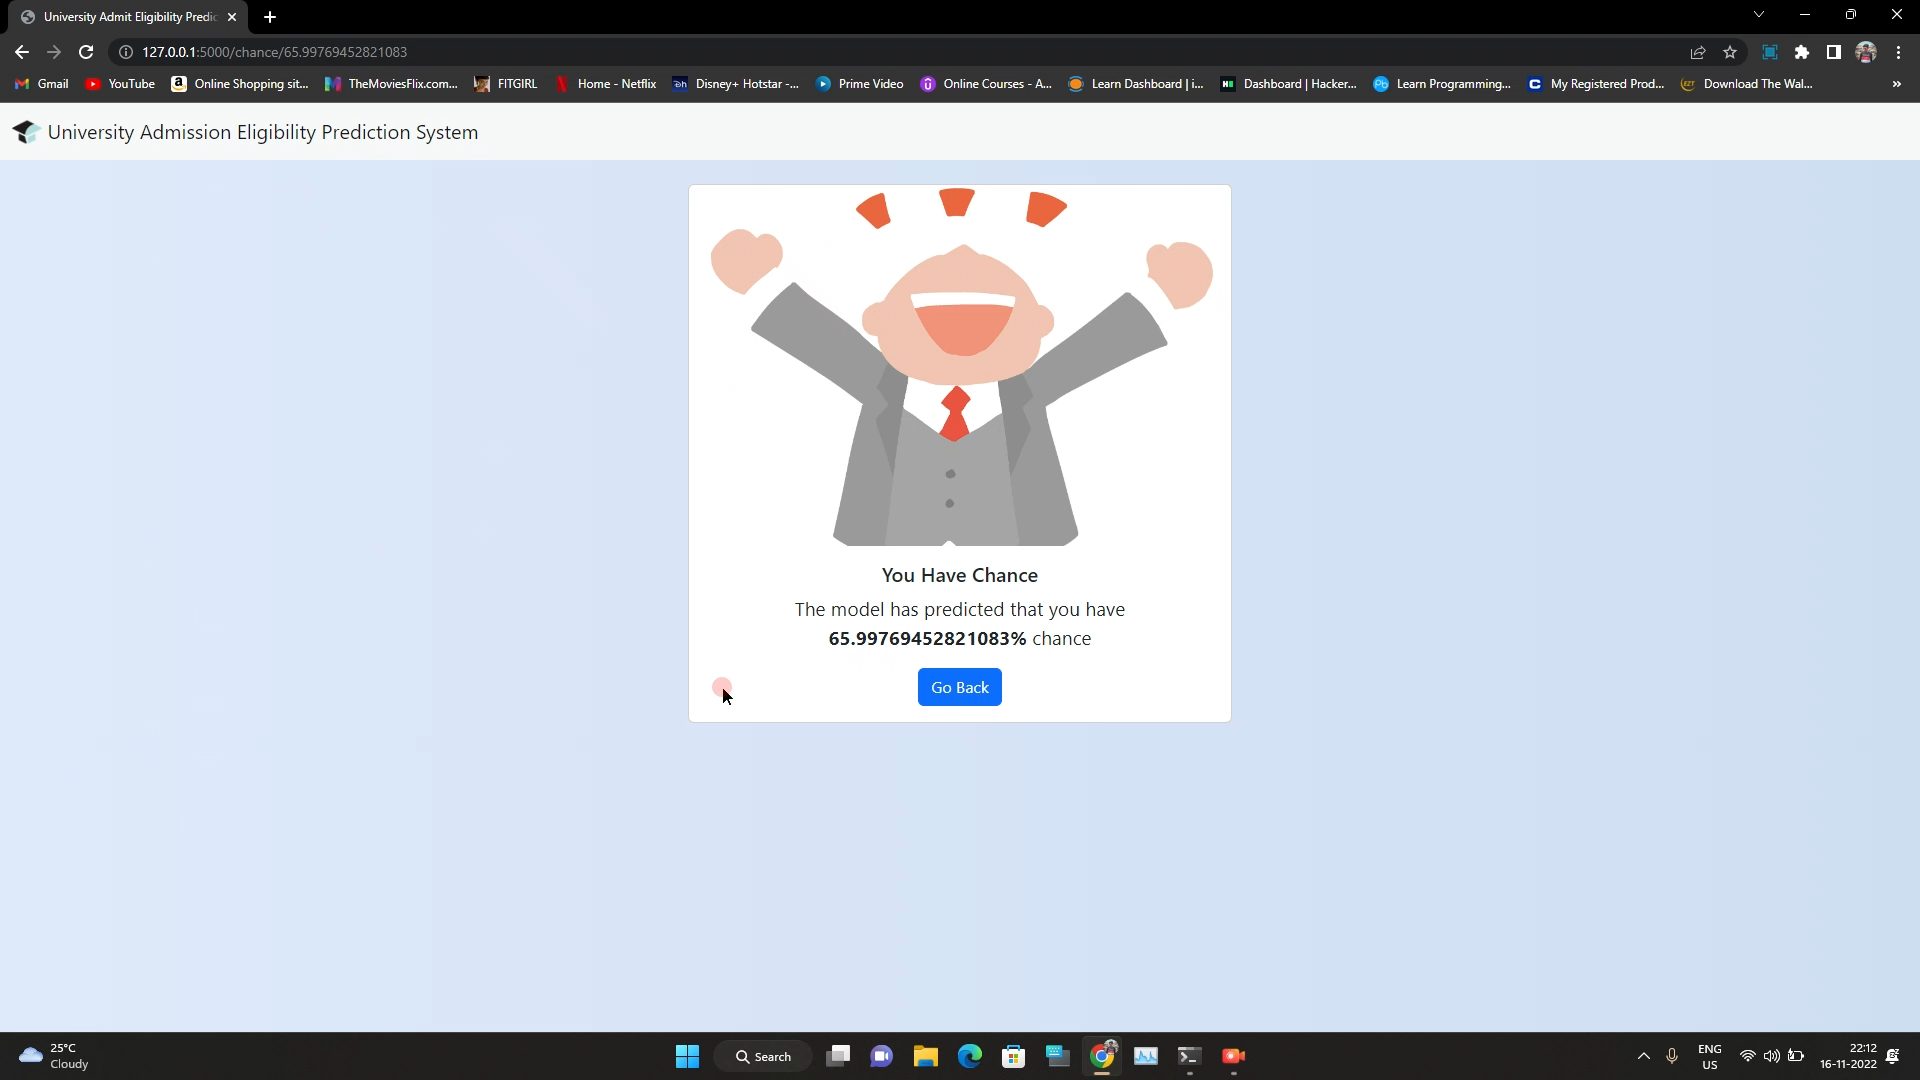 University Admit Eligibility Predic
127.0.0.1:5000/chance/65.99769452821083
Gmail
YouTube
Online Shopping sit...
TheMoviesFlix.com...
FITGIRL
Home - Netflix
Disney+ Hotstar -...
Prime Video
Online Courses - A...
Learn Dashboard | i...
Dashboard | Hacker...
Learn Programming...
My Registered Prod...
Download The Wal...
University Admission Eligibility Prediction System
You Have Chance
The model has predicted that you have
65.99769452821083% chance
Go Back
25°C
Cloudy
Search
ENG
US
22:12
16-11-2022